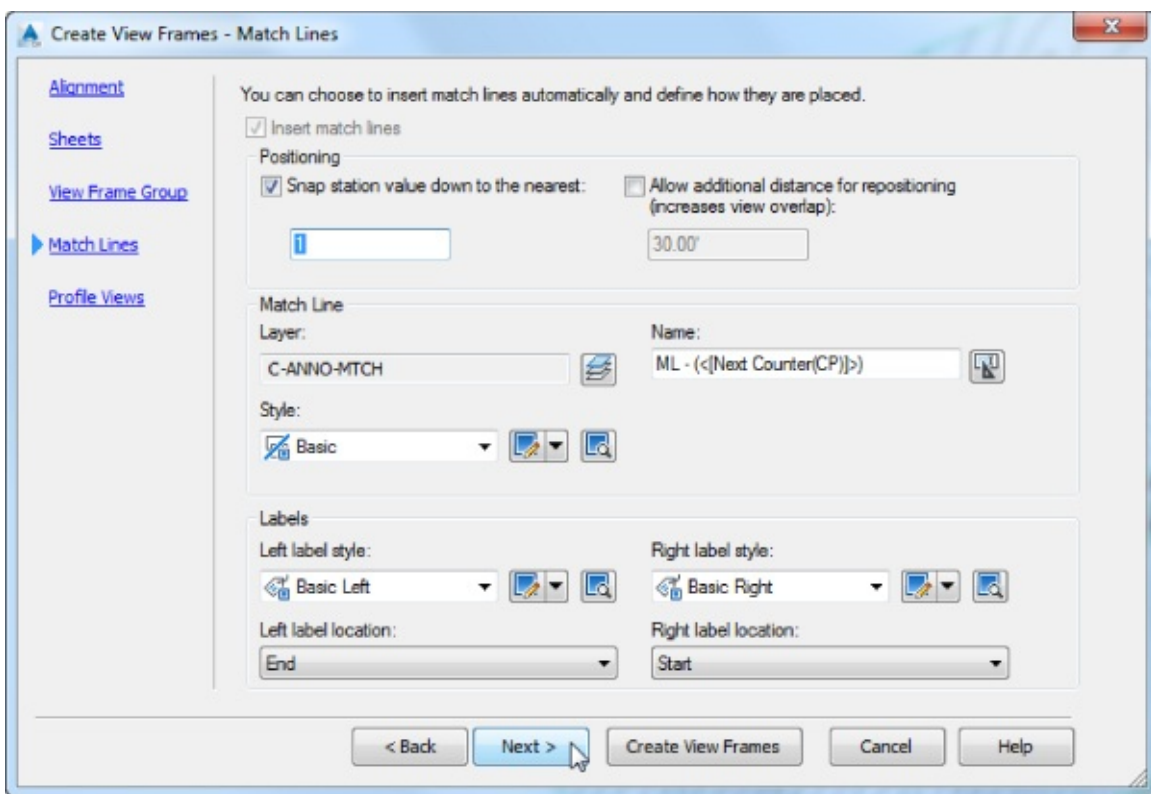 Create View Frames - Match Lines
Alignment
Sheets
View Frame Group
Match Lines
Profile Views
You can choose to insert match lines automatically and define how they are placed.
Insert match lines
Positioning
Snap station value down to the nearest:
1
Allow additional distance for repositioning
(increases view overlap):
30.00'
Match Line
Layer:
C-ANNO-MTCH
Name:
ML - (<[Next Counter(CP)]>)
Style:
Basic
Labels
Left label style:
Basic Left
Right label style:
Basic Right
Left label location:
End
Right label location:
Start
< Back
Next >
Create View Frames
Cancel
Help